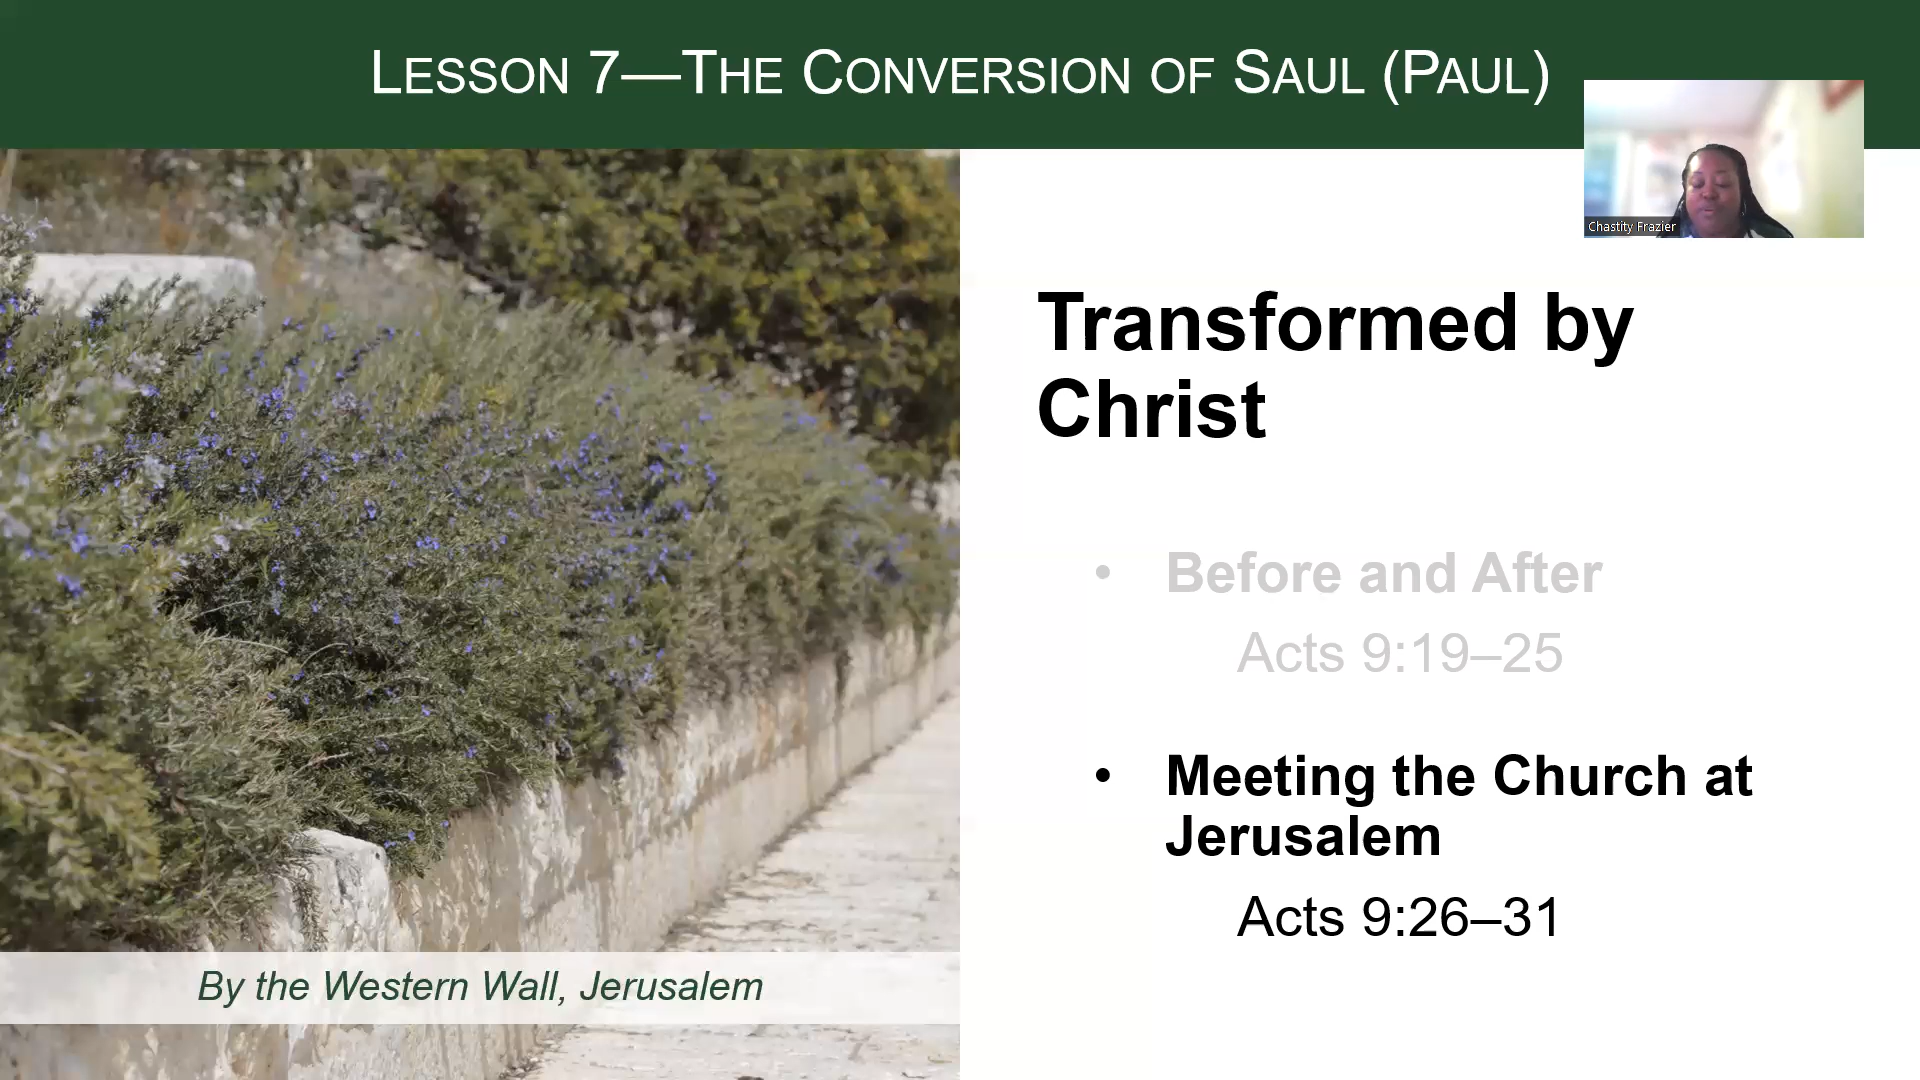 LESSON 7—THE CONVERSION OF SAUL (PAUL)
Chastity Frazier
Transformed by
Christ
• Before and After
Acts 9:19–25
• Meeting the Church at
Jerusalem
Acts 9:26–31
By the Western Wall, Jerusalem